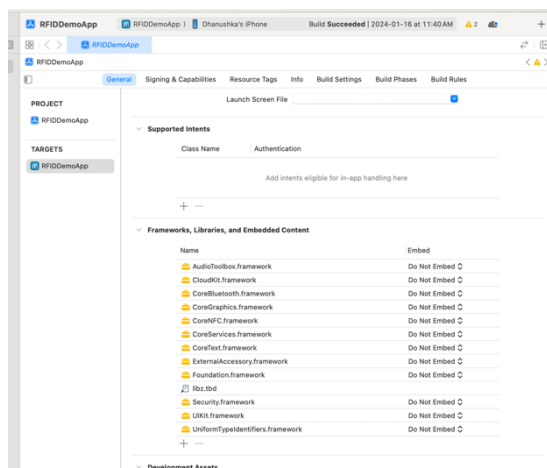 RFIDDemoApp
RFIDDemoApp ⟩ Dhanushka's iPhone
Build Succeeded | 2024-01-16 at 11:40 AM
2
RFIDDemoApp
RFIDDemoApp
General Signing & Capabilities Resource Tags Info Build Settings Build Phases Build Rules
PROJECT
RFIDDemoApp
TARGETS
RFIDDemoApp
Launch Screen File
Supported Intents
Class Name Authentication
Add intents eligible for in-app handling here
Frameworks, Libraries, and Embedded Content
Name Embed
AudioToolbox.framework Do Not Embed
CloudKit.framework Do Not Embed
CoreBluetooth.framework Do Not Embed
CoreGraphics.framework Do Not Embed
CoreNFC.framework Do Not Embed
CoreServices.framework Do Not Embed
CoreText.framework Do Not Embed
ExternalAccessory.framework Do Not Embed
Foundation.framework Do Not Embed
libz.tbd
Security.framework Do Not Embed
UIKit.framework Do Not Embed
UniformTypeIdentifiers.framework Do Not Embed
Development Assets